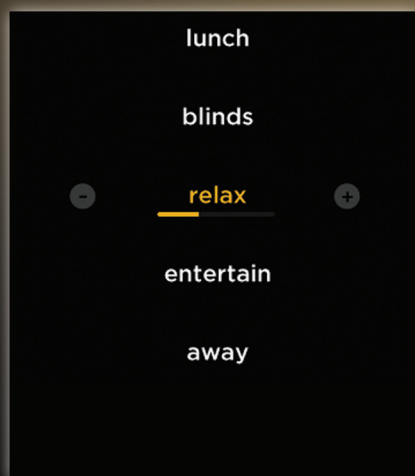 lunch
blinds
- relax +
entertain
away